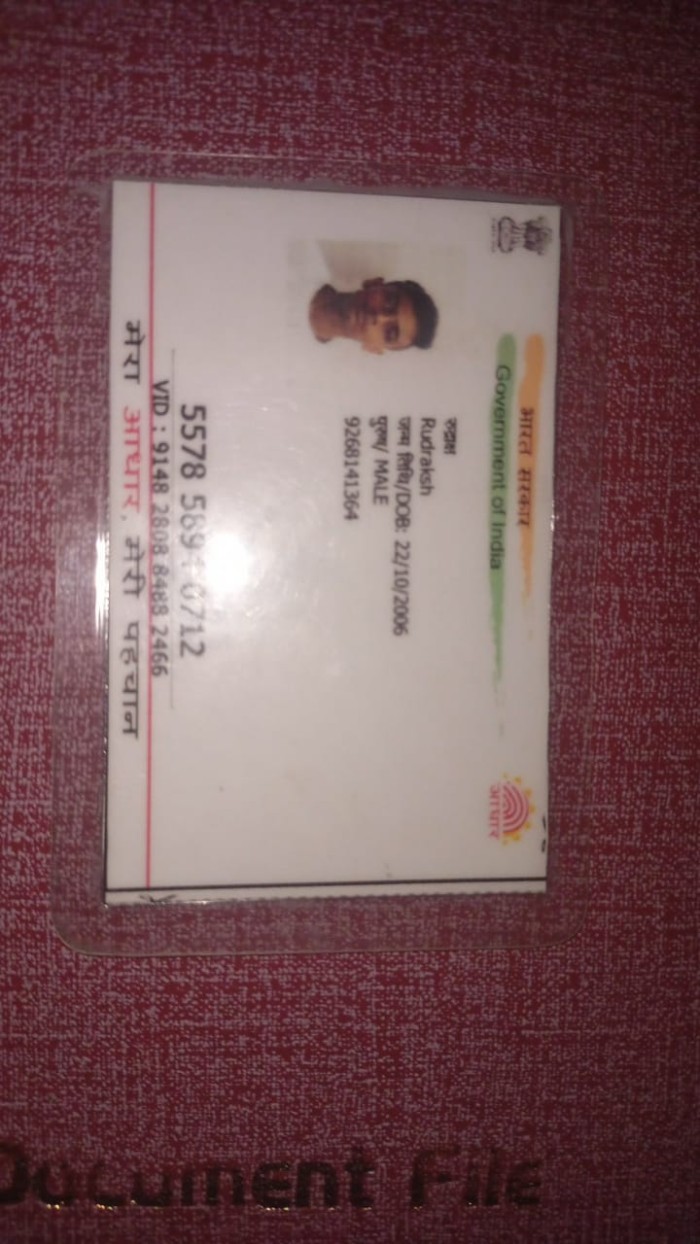 भारत सरकार
Government of India
Rudraksh
जन्म तिथि/DOB: 22/10/2006
पुरुष/ MALE
9268141364
5578 0712
VID : 9148 2808 8488 2466
मेरा आधार, मेरी पहचान
आधार
Document File